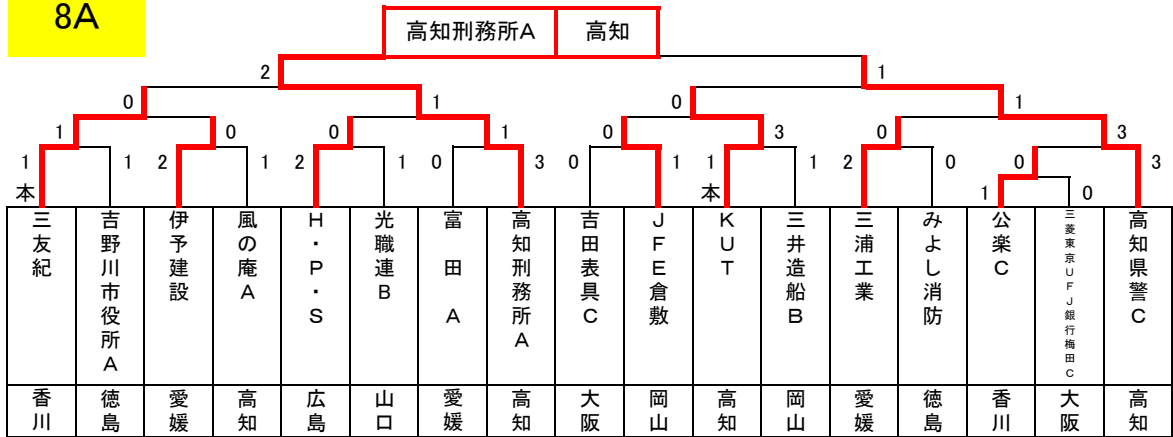 8A
高知刑務所A 高知
2 1
0 1 0 1
1 0 0 1 0 3 0 3
1 1 2 1 2 1 0 3 0 1 1 1 2 0 0 3
本 本 1 0
三友紀
吉野川市役所A
伊予建設
風の庵A
H・P・S
光職連B
富田A
高知刑務所A
吉田表具C
JFE倉敷
KUT
三井造船B
三浦工業
みよし消防
公楽C
三菱東京UFJ銀行梅田C
高知県警C
香川 徳島 愛媛 高知 広島 山口 愛媛 高知 大阪 岡山 高知 岡山 愛媛 徳島 香川 大阪 高知